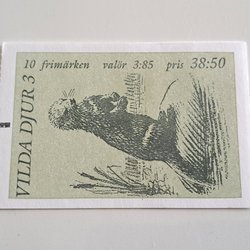 10 frimärken valör 3:85 pris 38:50
VILDA DJUR 3